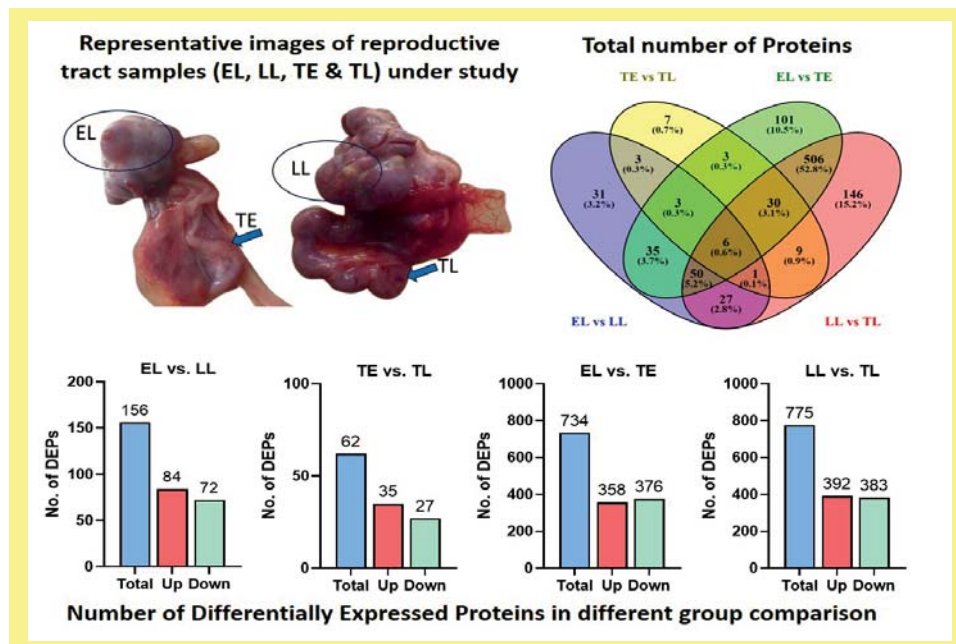 Representative images of reproductive
tract samples (EL, LL, TE & TL) under study
EL
TE
LL
TL
Total number of Proteins
TE vs TL
EL vs TE
7
(0.7%)
101
(10.5%)
3
(0.3%)
3
(0.3%)
506
(52.8%)
31
(3.2%)
3
(0.3%)
30
(3.1%)
146
(15.2%)
35
(3.7%)
6
(0.6%)
9
(0.9%)
50
(5.2%)
1
(0.1%)
27
(2.8%)
EL vs LL
LL vs TL
EL vs. LL
No. of DEPs
200
150
100
50
0
156
84
72
Total Up Down
TE vs. TL
No. of DEPs
100
50
0
62
35
27
Total Up Down
EL vs. TE
No. of DEPs
1000
800
600
400
200
0
734
358
376
Total Up Down
LL vs. TL
No. of DEPs
1000
800
600
400
200
0
775
392
383
Total Up Down
Number of Differentially Expressed Proteins in different group comparison